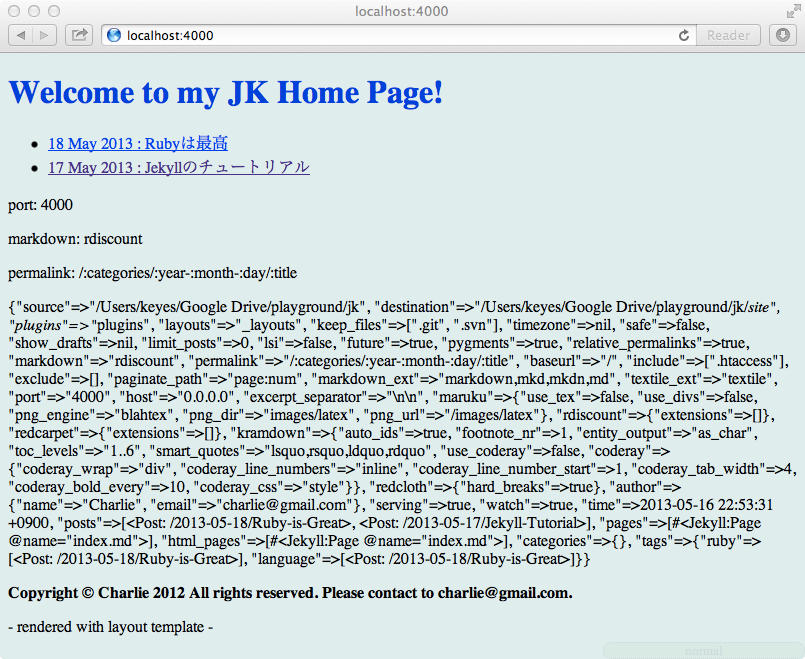 localhost:4000
localhost:4000
Reader
Welcome to my JK Home Page!
18 May 2013 : Rubyは最高
17 May 2013 : Jekyllのチュートリアル
port: 4000
markdown: rdiscount
permalink: /:categories/:year-:month-:day/:title
{"source"=>"/Users/keyes/Google Drive/playground/jk", "destination"=>"/Users/keyes/Google Drive/playground/jk/site",
"plugins"=>"plugins", "layouts"=>"_layouts", "keep_files"=>[".git", ".svn"], "timezone"=>nil, "safe"=>false,
"show_drafts"=>nil, "limit_posts"=>0, "lsi"=>false, "future"=>true, "pygments"=>true, "relative_permalinks"=>true,
"markdown"=>"rdiscount", "permalink"=>"/:categories/:year-:month-:day/:title", "baseurl"=>"/", "include"=>[".htaccess"],
"exclude"=>[], "paginate_path"=>"page:num", "markdown_ext"=>"markdown,mkd,mkdn,md", "textile_ext"=>"textile",
"port"=>"4000", "host"=>"0.0.0.0", "excerpt_separator"=>"\n\n", "maruku"=>{"use_tex"=>false, "use_divs"=>false,
"png_engine"=>"blahtex", "png_dir"=>"images/latex", "png_url"=>"/images/latex"}, "rdiscount"=>{"extensions"=>[]},
"redcarpet"=>{"extensions"=>[]}, "kramdown"=>{"auto_ids"=>true, "footnote_nr"=>1, "entity_output"=>"as_char",
"toc_levels"=>"1..6", "smart_quotes"=>"lsquo,rsquo,ldquo,rdquo", "use_coderay"=>false, "coderay"=>
{"coderay_wrap"=>"div", "coderay_line_numbers"=>"inline", "coderay_line_number_start"=>1, "coderay_tab_width"=>4,
"coderay_bold_every"=>10, "coderay_css"=>"style"}}, "redcloth"=>{"hard_breaks"=>true}, "author"=>
{"name"=>"Charlie", "email"=>"charlie@gmail.com"}, "serving"=>true, "watch"=>true, "time"=>2013-05-16 22:53:31
+0900, "posts"=>[<Post: /2013-05-18/Ruby-is-Great>, <Post: /2013-05-17/Jekyll-Tutorial>], "pages"=>[#<Jekyll:Page
@name="index.md">], "html_pages"=>[#<Jekyll:Page @name="index.md">], "categories"=>{}, "tags"=>{"ruby"=>
[<Post: /2013-05-18/Ruby-is-Great>], "language"=>[<Post: /2013-05-18/Ruby-is-Great>]}}
Copyright © Charlie 2012 All rights reserved. Please contact to charlie@gmail.com.
- rendered with layout template -
normal